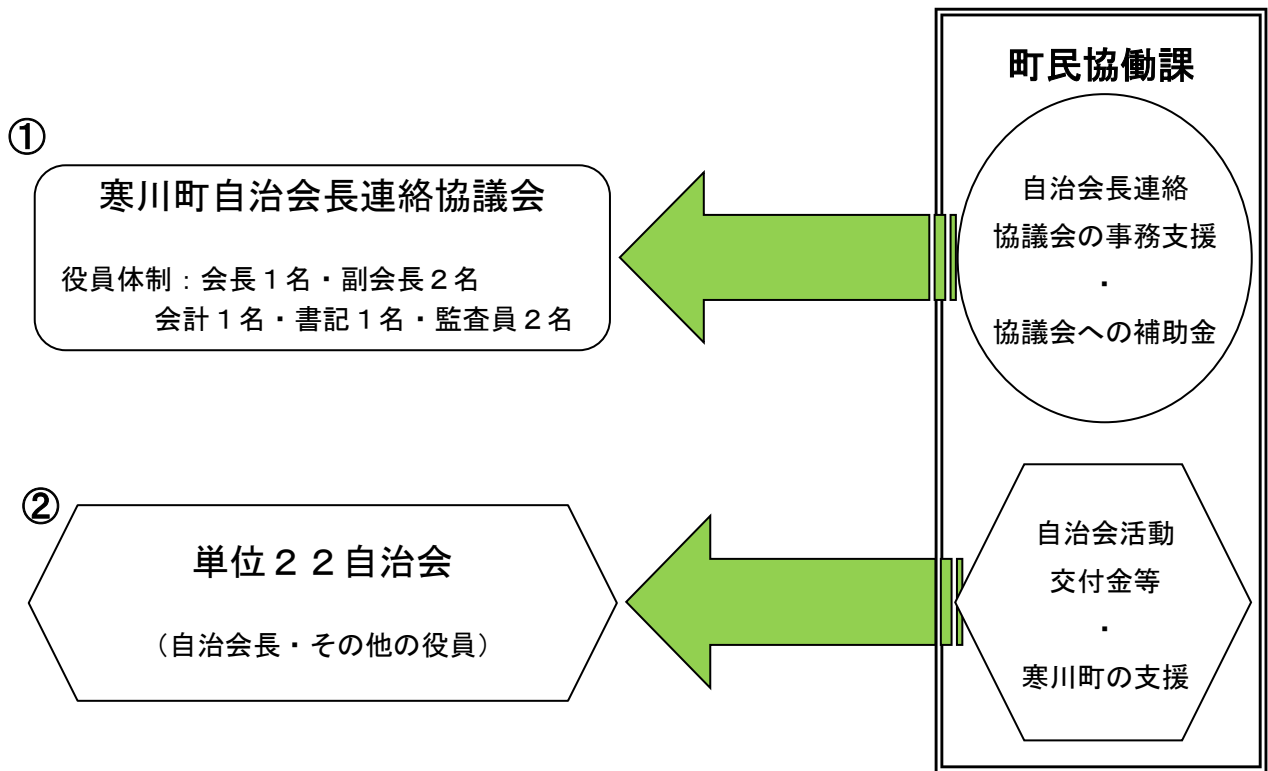 ①
寒川町自治会長連絡協議会
役員体制：会長１名・副会長２名
会計１名・書記１名・監査員２名
②
単位２２自治会
（自治会長・その他の役員）
町民協働課
自治会長連絡
協議会の事務支援
・
協議会への補助金
自治会活動
交付金等
・
寒川町の支援